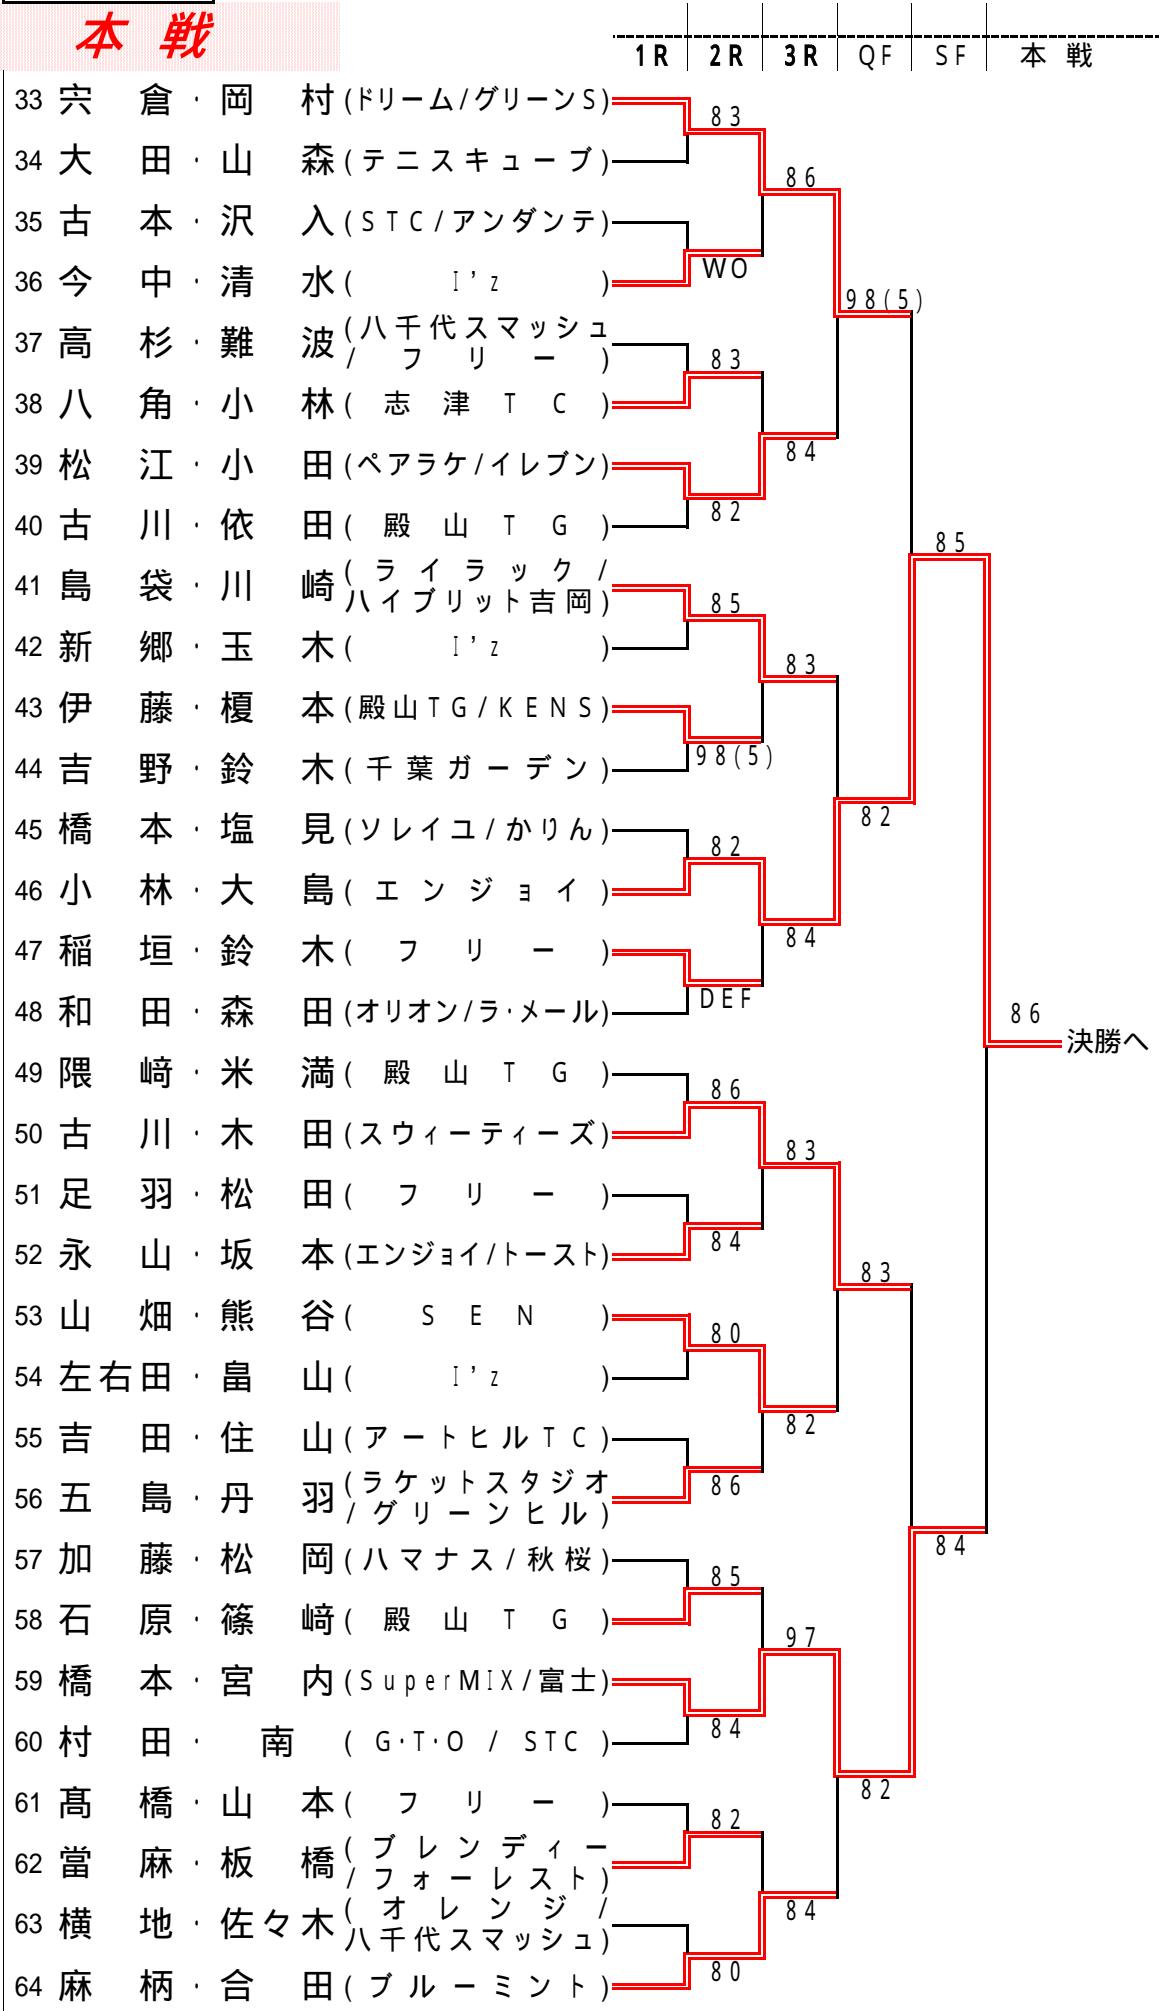 本 戦
1R 2R 3R QF SF 本 戦
33 宍 倉 · 岡 村 (ドリーム/グリーンS)
83
34 大 田 · 山 森 (テニスキューブ)
86
35 古 本 · 沢 入 (STC/アンダンテ)
WO
36 今 中 · 清 水 ( I’z )
98(5)
37 高 杉 · 難 波 (八千代スマッシュ
/ フ リ ー )
83
38 八 角 · 小 林 ( 志 津 T C )
84
39 松 江 · 小 田 (ペアラケ/イレブン)
82
40 古 川 · 依 田 ( 殿 山 T G )
85
41 島 袋 · 川 崎 ( ラ イ ラ ッ ク /
ハイブリット吉岡)
85
42 新 郷 · 玉 木 ( I’z )
83
43 伊 藤 · 榎 本 (殿山TG/KENS)
98(5)
44 吉 野 · 鈴 木 (千葉ガーデン)
82
45 橋 本 · 塩 見 (ソレイユ/かりん)
82
46 小 林 · 大 島 ( エ ン ジ ョ イ )
84
47 稲 垣 · 鈴 木 ( フ リ ー )
DEF
48 和 田 · 森 田 (オリオン/ラ·メール)
86
決勝へ
49 隈 﨑 · 米 満 ( 殿 山 T G )
86
50 古 川 · 木 田 (スウィーティーズ)
83
51 足 羽 · 松 田 ( フ リ ー )
84
52 永 山 · 坂 本 (エンジョイ/トースト)
83
53 山 畑 · 熊 谷 ( S E N )
80
54 左右田 · 畠 山 ( I’z )
82
55 吉 田 · 住 山 (アートヒルTC)
86
56 五 島 · 丹 羽 (ラケットスタジオ
/グリーンヒル)
84
57 加 藤 · 松 岡 (ハマナス/秋桜)
85
58 石 原 · 篠 﨑 ( 殿 山 T G )
97
59 橋 本 · 宮 内 (SuperMIX/富士)
84
60 村 田 · 南 ( G·T·O / STC )
82
61 髙 橋 · 山 本 ( フ リ ー )
82
62 當 麻 · 板 橋 ( ブ レ ン ディー
/フォーレスト)
84
63 横 地 · 佐々木 ( オ レ ン ジ /
八千代スマッシュ)
80
64 麻 柄 · 合 田 (ブルーミント)